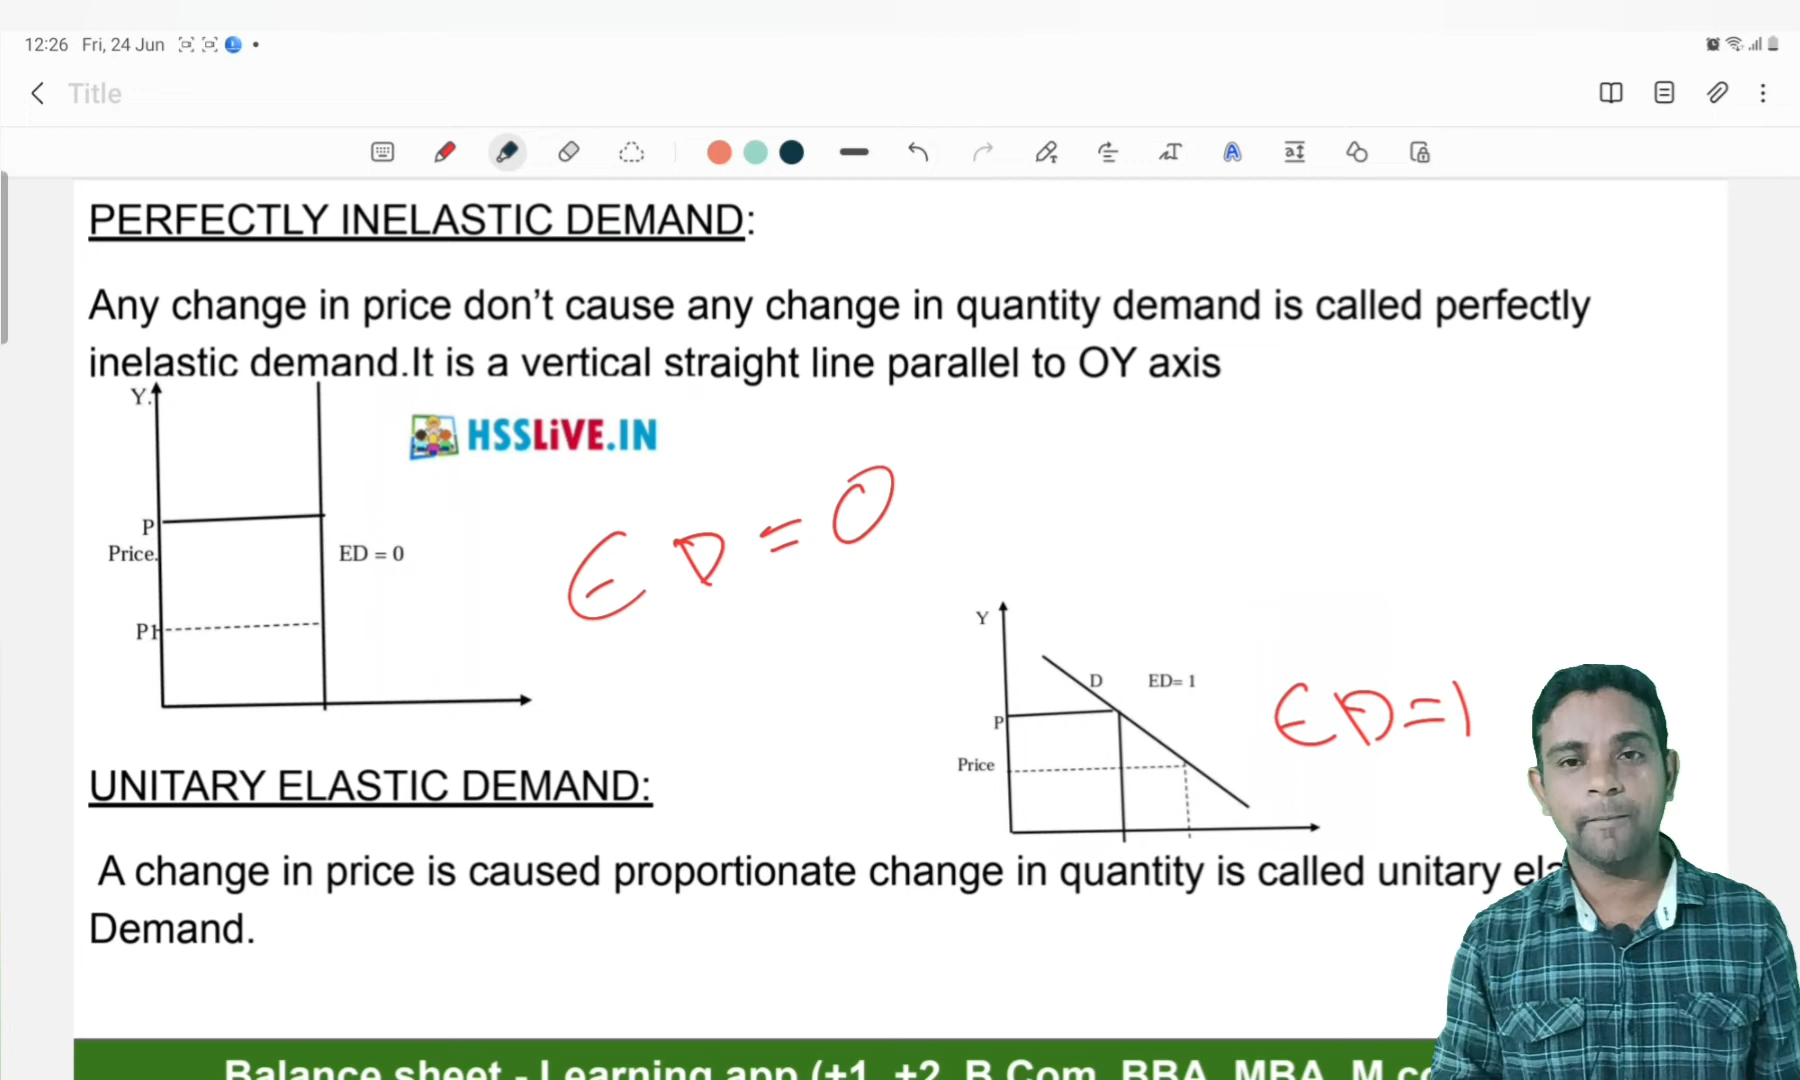 12:26 Fri, 24 Jun
Title
PERFECTLY INELASTIC DEMAND:
Any change in price don't cause any change in quantity demand is called perfectly
inelastic demand.It is a vertical straight line parallel to OY axis
Y.
HSSLiVE.IN
P
Price.
ED = 0
P1
ED = 0
Y
D
ED= 1
P
Price
ED=1
UNITARY ELASTIC DEMAND:
A change in price is caused proportionate change in quantity is called unitary
Demand.
Balance sheet - Learning app (+1, +2, B.Com, BBA, MBA,